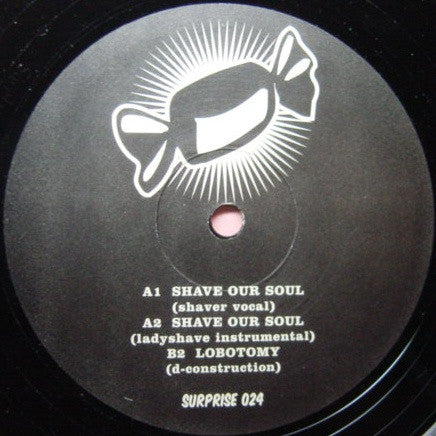 A1 SHAVE OUR SOUL
(shaver vocal)
A2 SHAVE OUR SOUL
(ladyshave instrumental)
B2 LOBOTOMY
(d-construction)
SURPRISE 024